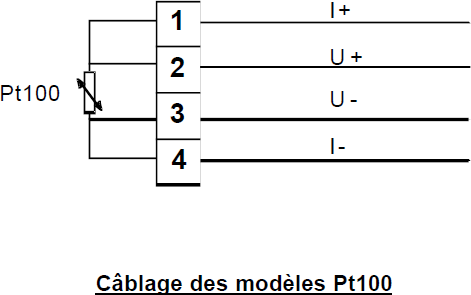 1 I+
2 U+
Pt100
3 U-
4 I-
Câblage des modèles Pt100